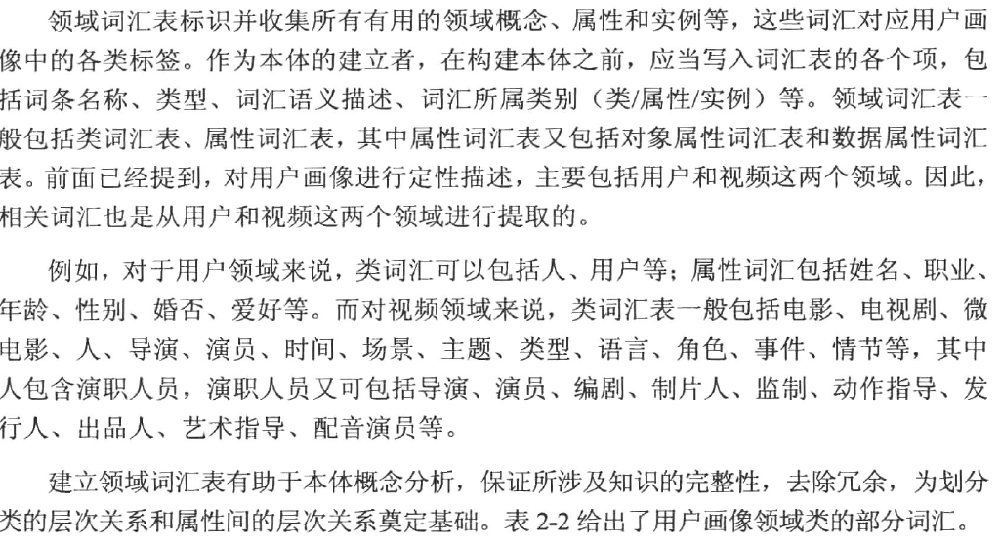 领域词汇表标识并收集所有有用的领域概念、属性和实例等，这些词汇对应用户画
像中的各类标签。作为本体的建立者，在构建本体之前，应当写入词汇表的各个项，包
括词条名称、类型、词汇语义描述、词汇所属类别（类/属性/实例）等。领域词汇表一
般包括类词汇表、属性词汇表，其中属性词汇表又包括对象属性词汇表和数据属性词汇
表。前面已经提到，对用户画像进行定性描述，主要包括用户和视频这两个领域。因此，
相关词汇也是从用户和视频这两个领域进行提取的。
例如，对于用户领域来说，类词汇可以包括人、用户等；属性词汇包括姓名、职业、
年龄、性别、婚否、爱好等。而对视频领域来说，类词汇表一般包括电影、电视剧、微
电影、人、导演、演员、时间、场景、主题、类型、语言、角色、事件、情节等，其中
人包含演职人员，演职人员又可包括导演、演员、编剧、制片人、监制、动作指导、发
行人、出品人、艺术指导、配音演员等。
建立领域词汇表有助于本体概念分析，保证所涉及知识的完整性，去除冗余，为划分
类的层次关系和属性间的层次关系奠定基础。表 2-2 给出了用户画像领域类的部分词汇。